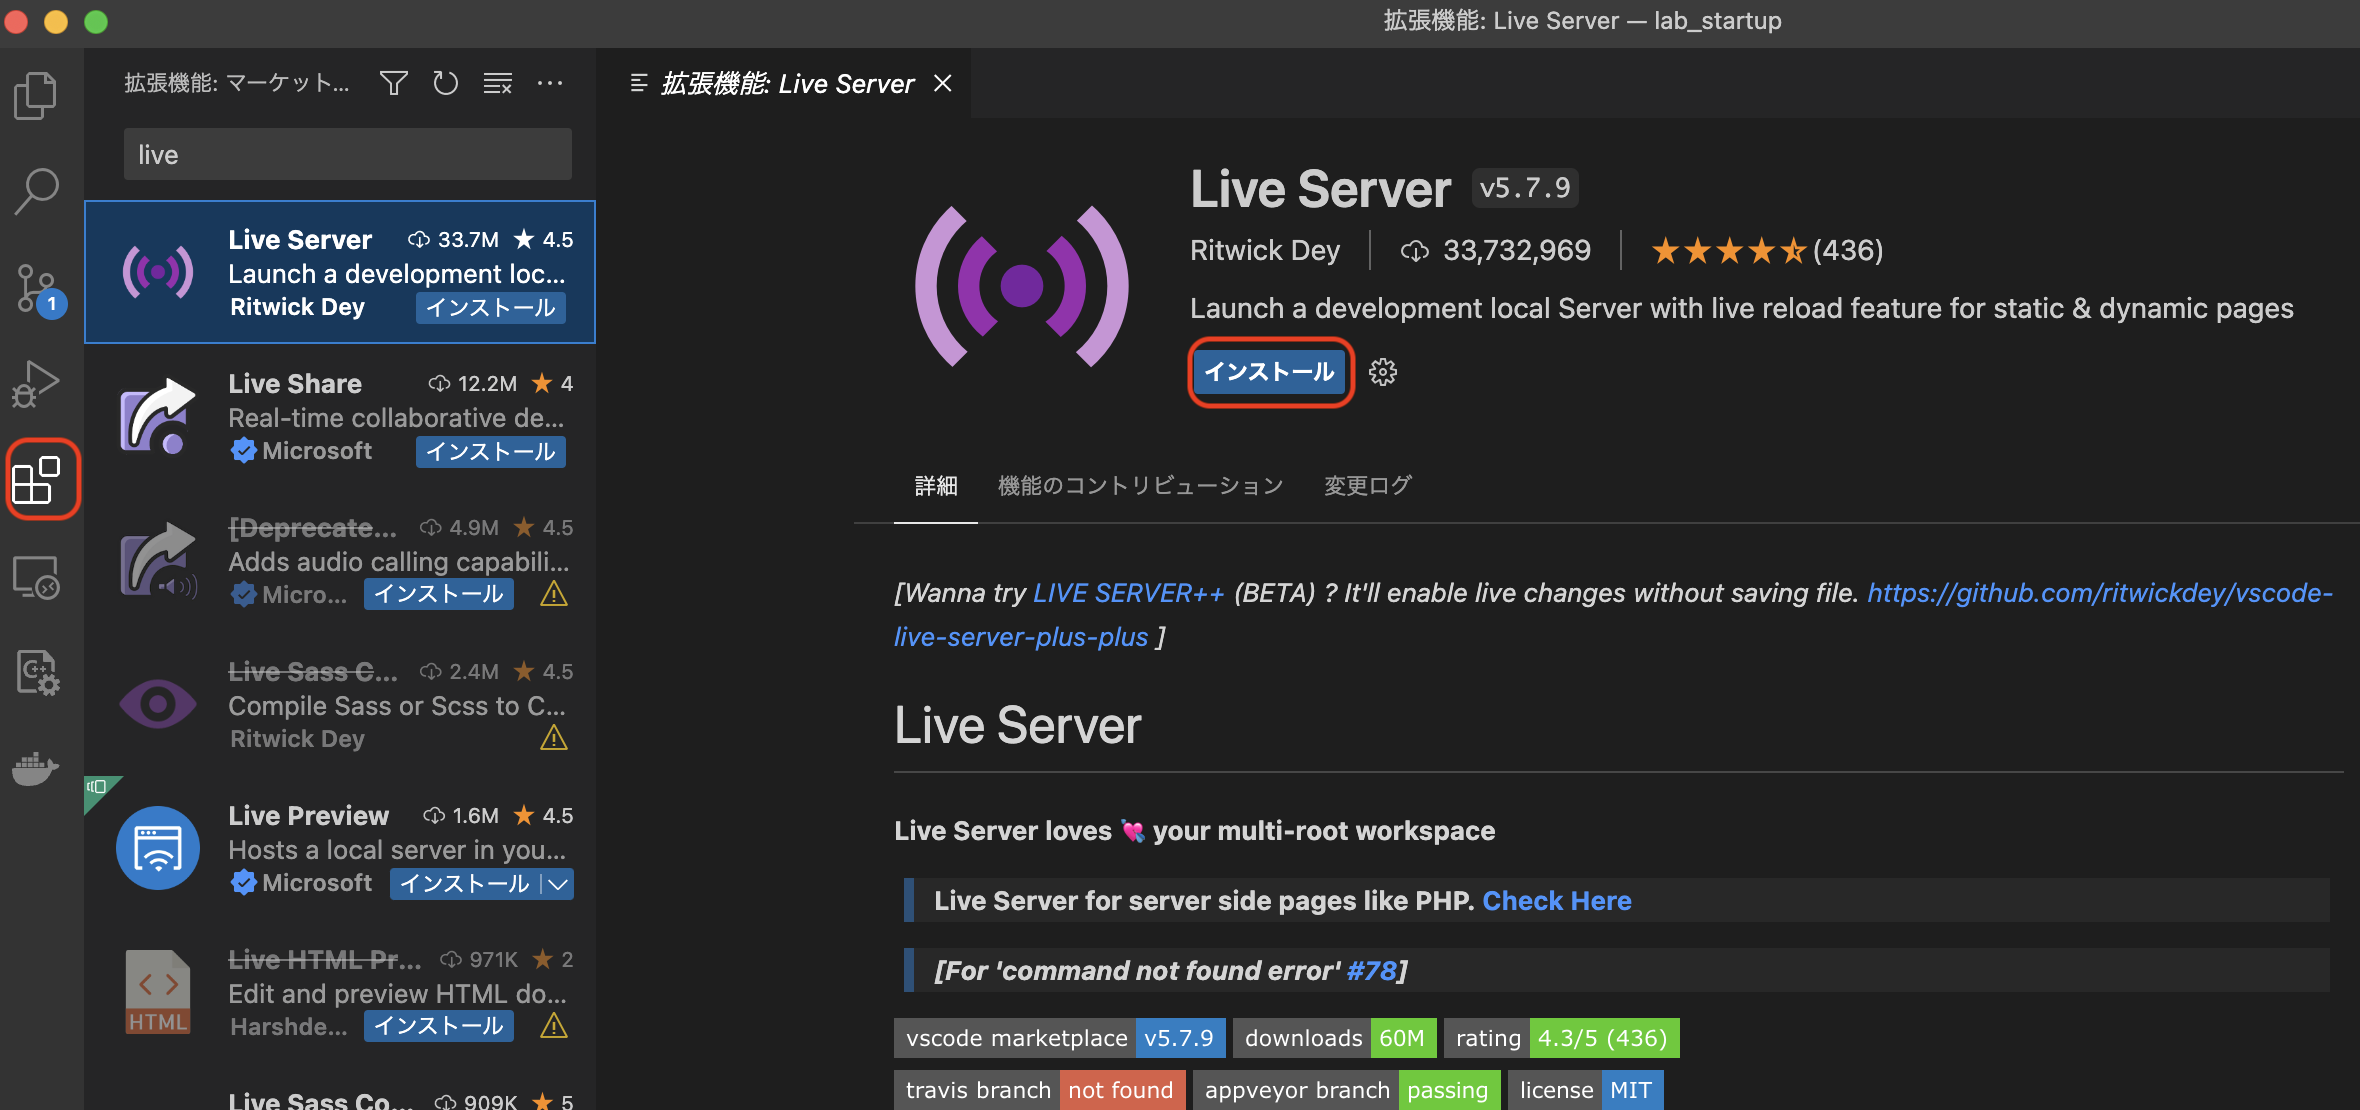 拡張機能: Live Server — lab_startup
拡張機能: マーケット...
live
Live Server 33.7M ★ 4.5
Launch a development loc...
Ritwick Dey インストール
Live Share 12.2M ★ 4
Real-time collaborative de...
Microsoft インストール
[Deprecate... 4.9M ★ 4.5
Adds audio calling capabili...
Micro... インストール
Live Sass C... 2.4M ★ 4.5
Compile Sass or Scss to C...
Ritwick Dey
Live Preview 1.6M ★ 4.5
Hosts a local server in you...
Microsoft インストール
Live HTML Pr... 971K ★ 2
Edit and preview HTML do...
Harshde... インストール
HTML
Live Sass Co... 909K ★ 5
1
C++
拡張機能: Live Server
Live Server v5.7.9
Ritwick Dey 33,732,969 (436)
Launch a development local Server with live reload feature for static & dynamic pages
インストール
詳細 機能のコントリビューション 変更ログ
[Wanna try LIVE SERVER++ (BETA) ? It'll enable live changes without saving file. https://github.com/ritwickdey/vscode-
live-server-plus-plus ]
Live Server
Live Server loves 💘 your multi-root workspace
Live Server for server side pages like PHP. Check Here
[For 'command not found error' #78]
vscode marketplace v5.7.9 downloads 60M rating 4.3/5 (436)
travis branch not found appveyor branch passing license MIT